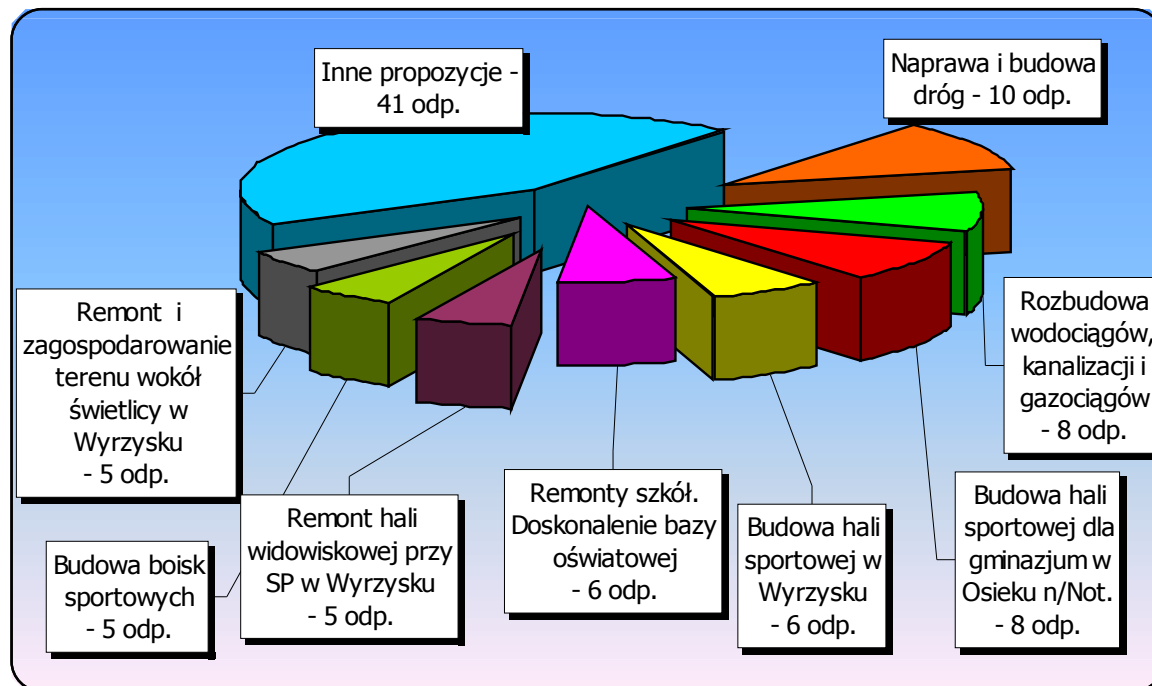 Inne propozycje -
41 odp.
Naprawa i budowa
dróg - 10 odp.
Rozbudowa
wodociągów,
kanalizacji i
gazociągów
- 8 odp.
Budowa hali
sportowej dla
gminazjum w
Osieku n/Not.
- 8 odp.
Budowa hali
sportowej w
Wyrzysku
- 6 odp.
Remonty szkół.
Doskonalenie bazy
oświatowej
- 6 odp.
Remont hali
widowiskowej przy
SP w Wyrzysku
- 5 odp.
Budowa boisk
sportowych
- 5 odp.
Remont i
zagospodarowanie
terenu wokół
świetlicy w
Wyrzysku
- 5 odp.